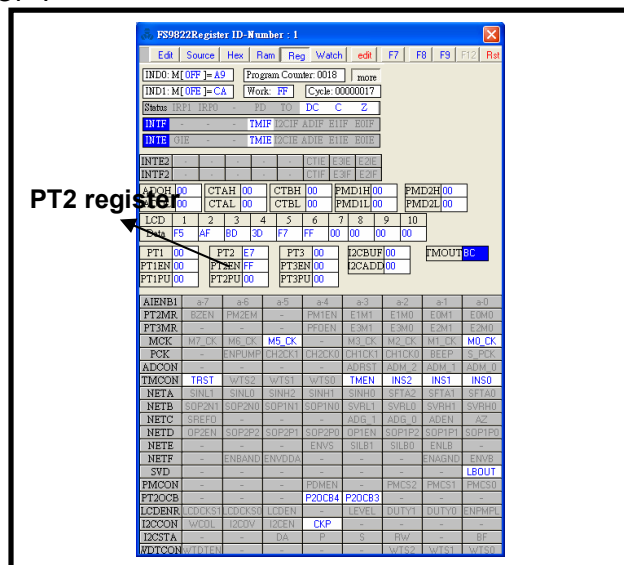 FS9822Register ID-Number : 1
Edit Source Hex Ram Reg Watch edit F7 F8 F9 F12 Rst
IND0: M[ 0FF ]= A9 Program Counter: 0018 more
IND1: M[ 0FE ]= CA Work: FF Cycle: 00000017
Status IRP1 IRP0 - PD TO DC C Z
INTF - - - TMIF I2CIF ADIF E1IF E0IF
INTE GIE - - TMIE I2CIE ADIE E1IE E0IE
INTE2 - - - - - CTIE E3IE E2IE
INTF2 - - - - - CTIF E3IF E2IF
ADOH 00 CTAH 00 CTBH 00 PMD1H 00 PMD2H 00
00 CTAL 00 CTBL 00 PMD1L 00 PMD2L 00
PT2 register
LCD 1 2 3 4 5 6 7 8 9 10
Data F5 AF BD 3D F7 FF 00 00 00 00
PT1 00 PT2 E7 PT3 00 I2CBUF 00 TMOUT BC
PT1EN 00 PT2EN FF PT3EN 00 I2CADD 00
PT1PU 00 PT2PU 00 PT3PU 00
AIENB1 a-7 a-6 a-5 a-4 a-3 a-2 a-1 a-0
PT2MR BZEN PM2EM - PM1EN E1M1 E1M0 E0M1 E0M0
PT3MR - - - PFOEN E3M1 E3M0 E2M1 E2M0
MCK M7_CK M6_CK M5_CK - M3_CK M2_CK M1_CK M0_CK
PCK - ENPUMP CH2CK1 CH2CK0 CH1CK1 CH1CK0 BEEP S_PCK
ADCON - - - - ADRST ADM_2 ADM_1 ADM_0
TMCON TRST WTS2 WTS1 WTS0 TMEN INS2 INS1 INS0
NETA SINL1 SINL0 SINH2 SINH1 SINH0 SFTA2 SFTA1 SFTA0
NETB SOP2N1 SOP2N0 SOP1N1 SOP1N0 SVRL1 SVRL0 SVRH1 SVRH0
NETC SREF0 - - - ADG_1 ADG_0 ADEN AZ
NETD OP2EN SOP2P2 SOP2P1 SOP2P0 OP1EN SOP1P2 SOP1P1 SOP1P0
NETE - - - ENVS SILB1 SILB0 ENLB -
NETF - ENBAND ENVDDA - - - ENAGND ENVB
SVD - - - - - - - LBOUT
PMCON - - - PDMEN - PMCS2 PMCS1 PMCS0
PT2OCB - - - P2OCB4 P2OCB3 - - -
LCDENR LCDCKS1 LCDCKS0 LCDEN - LEVEL DUTY1 DUTY0 ENPMPL
I2CCON WCOL I2COV I2CEN CKP - - - -
I2CSTA - - DA P S RW - BF
WDTCON WDTEN - - - - WTS2 WTS1 WTS0